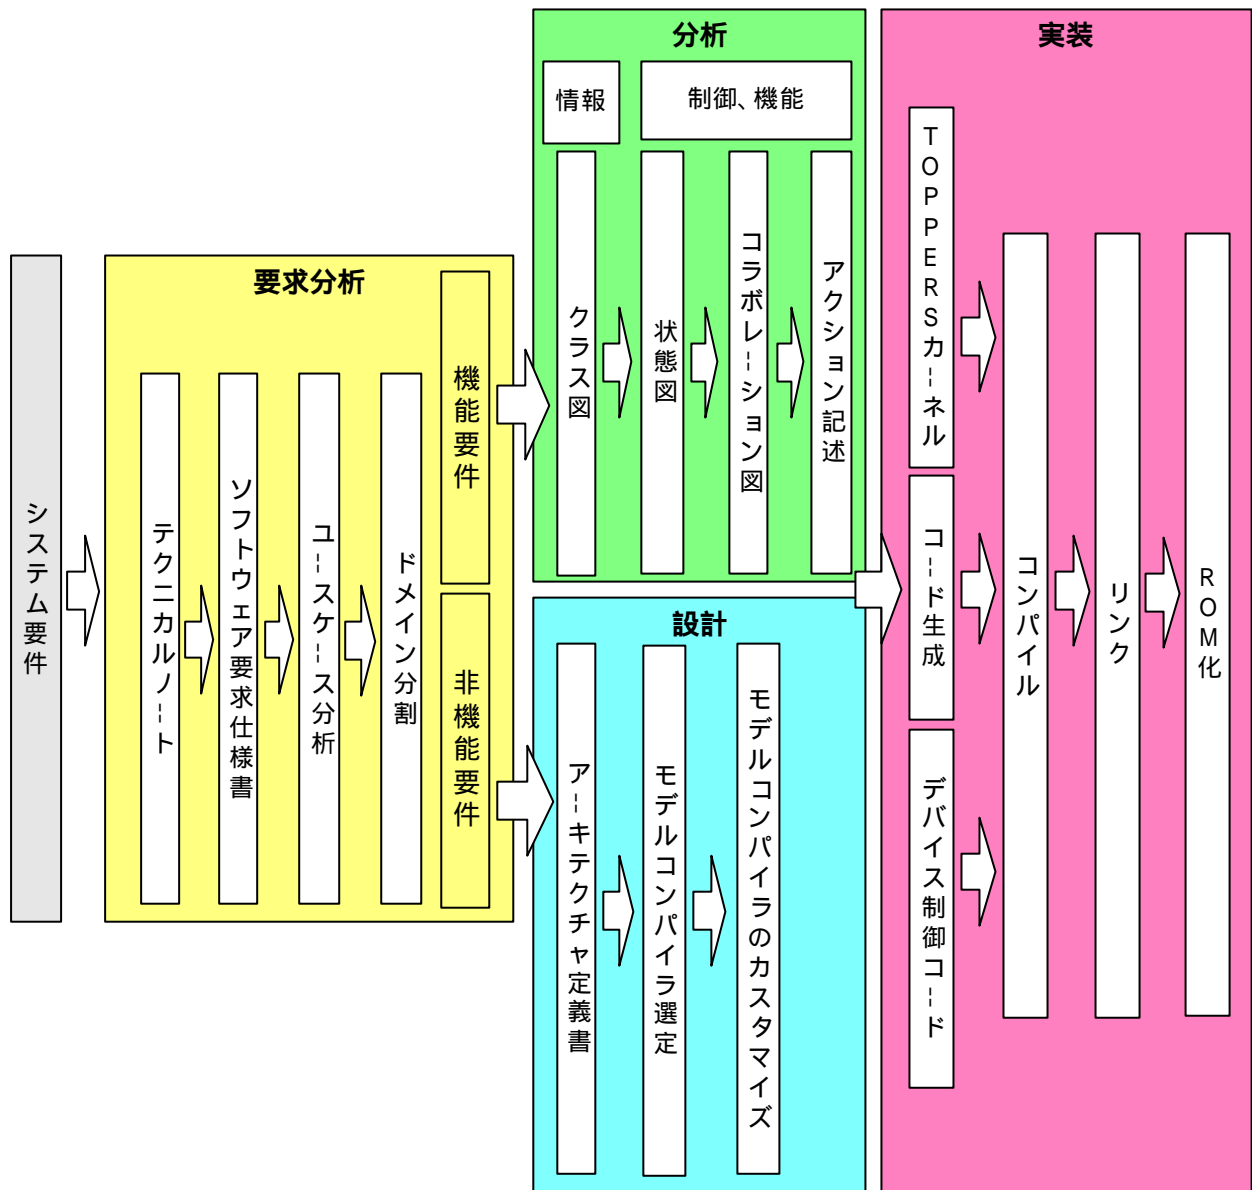 システム要件
要求分析
テクニカルノート
ソフトウェア要求仕様書
ユースケース分析
ドメイン分割
機能要件
非機能要件
分析
情報
制御、機能
クラス図
状態図
コラボレーション図
アクション記述
設計
アーキテクチャ定義書
モデルコンパイラ選定
モデルコンパイラのカスタマイズ
実装
TOPPERSカーネル
コード生成
デバイス制御コード
コンパイル
リンク
ROM化